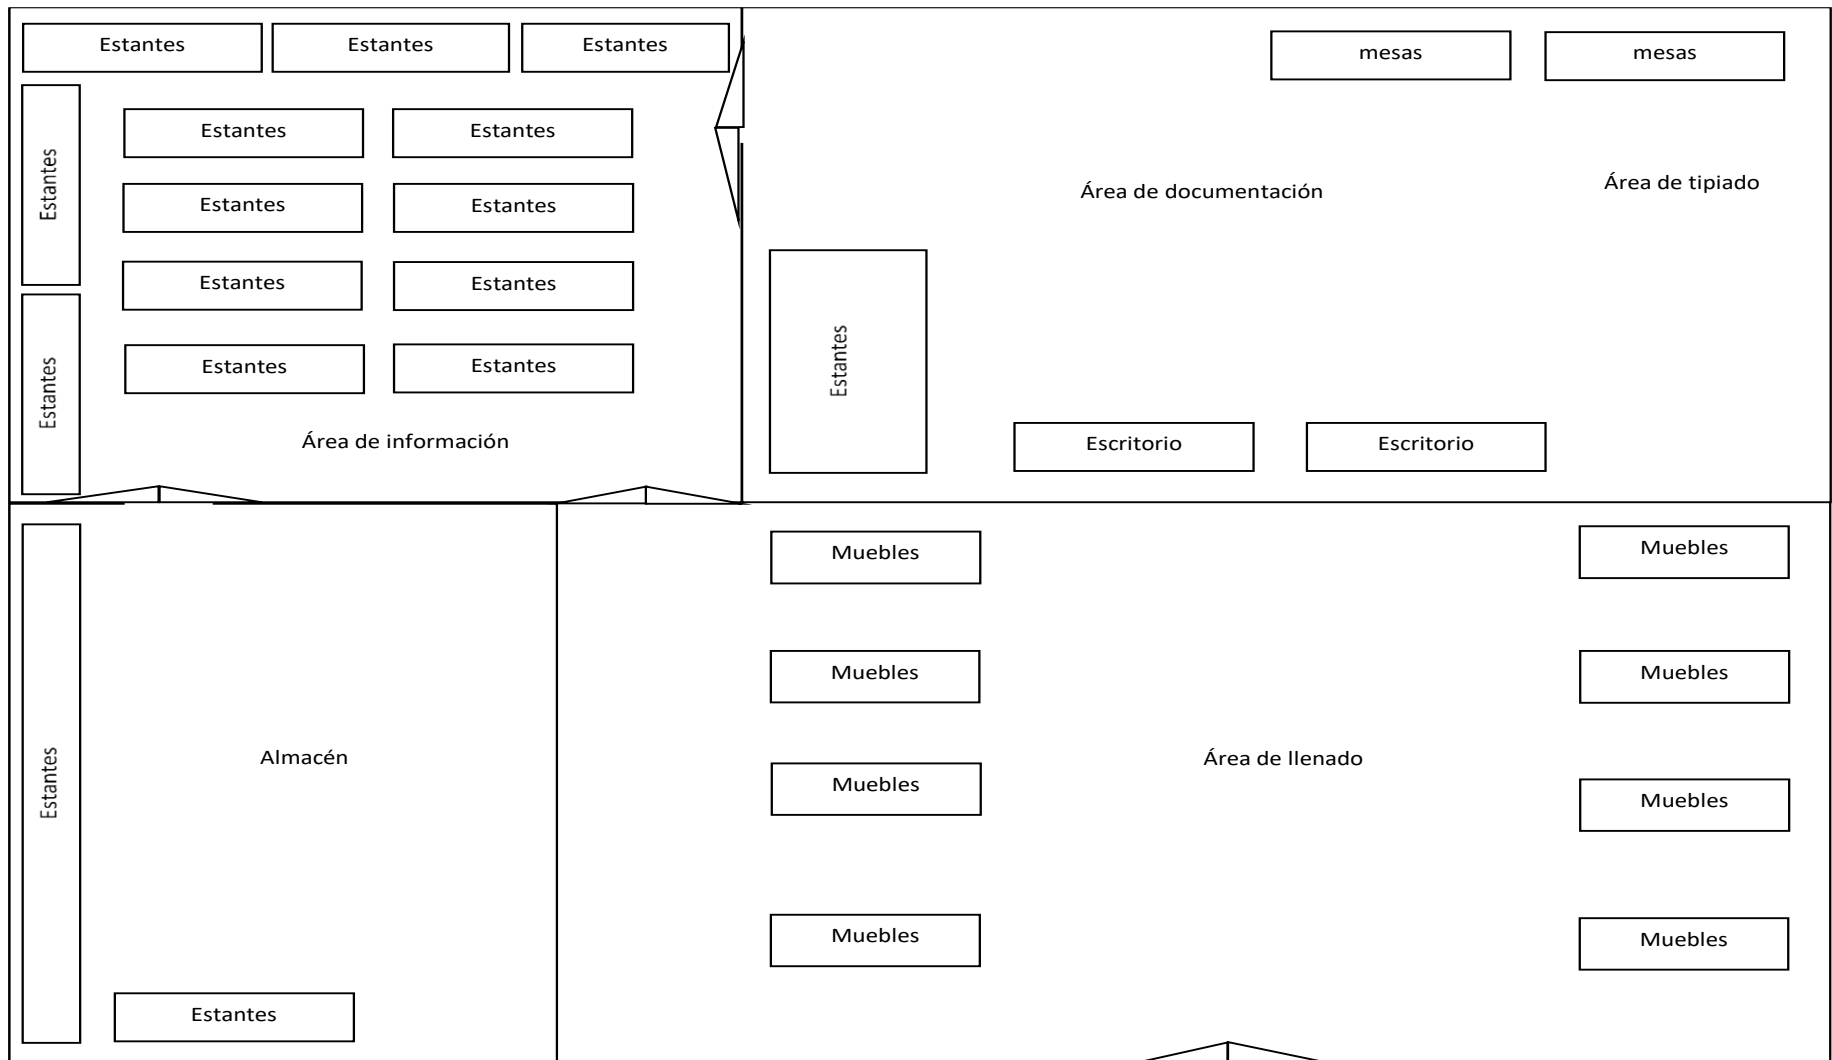 Estantes
Estantes
Estantes
mesas
mesas
Estantes
Estantes
Estantes
Estantes
Estantes
Estantes
Estantes
Estantes
Estantes
Estantes
Área de información
Área de documentación
Área de tipiado
Estantes
Escritorio
Escritorio
Estantes
Almacén
Estantes
Muebles
Muebles
Muebles
Muebles
Área de llenado
Muebles
Muebles
Muebles
Muebles